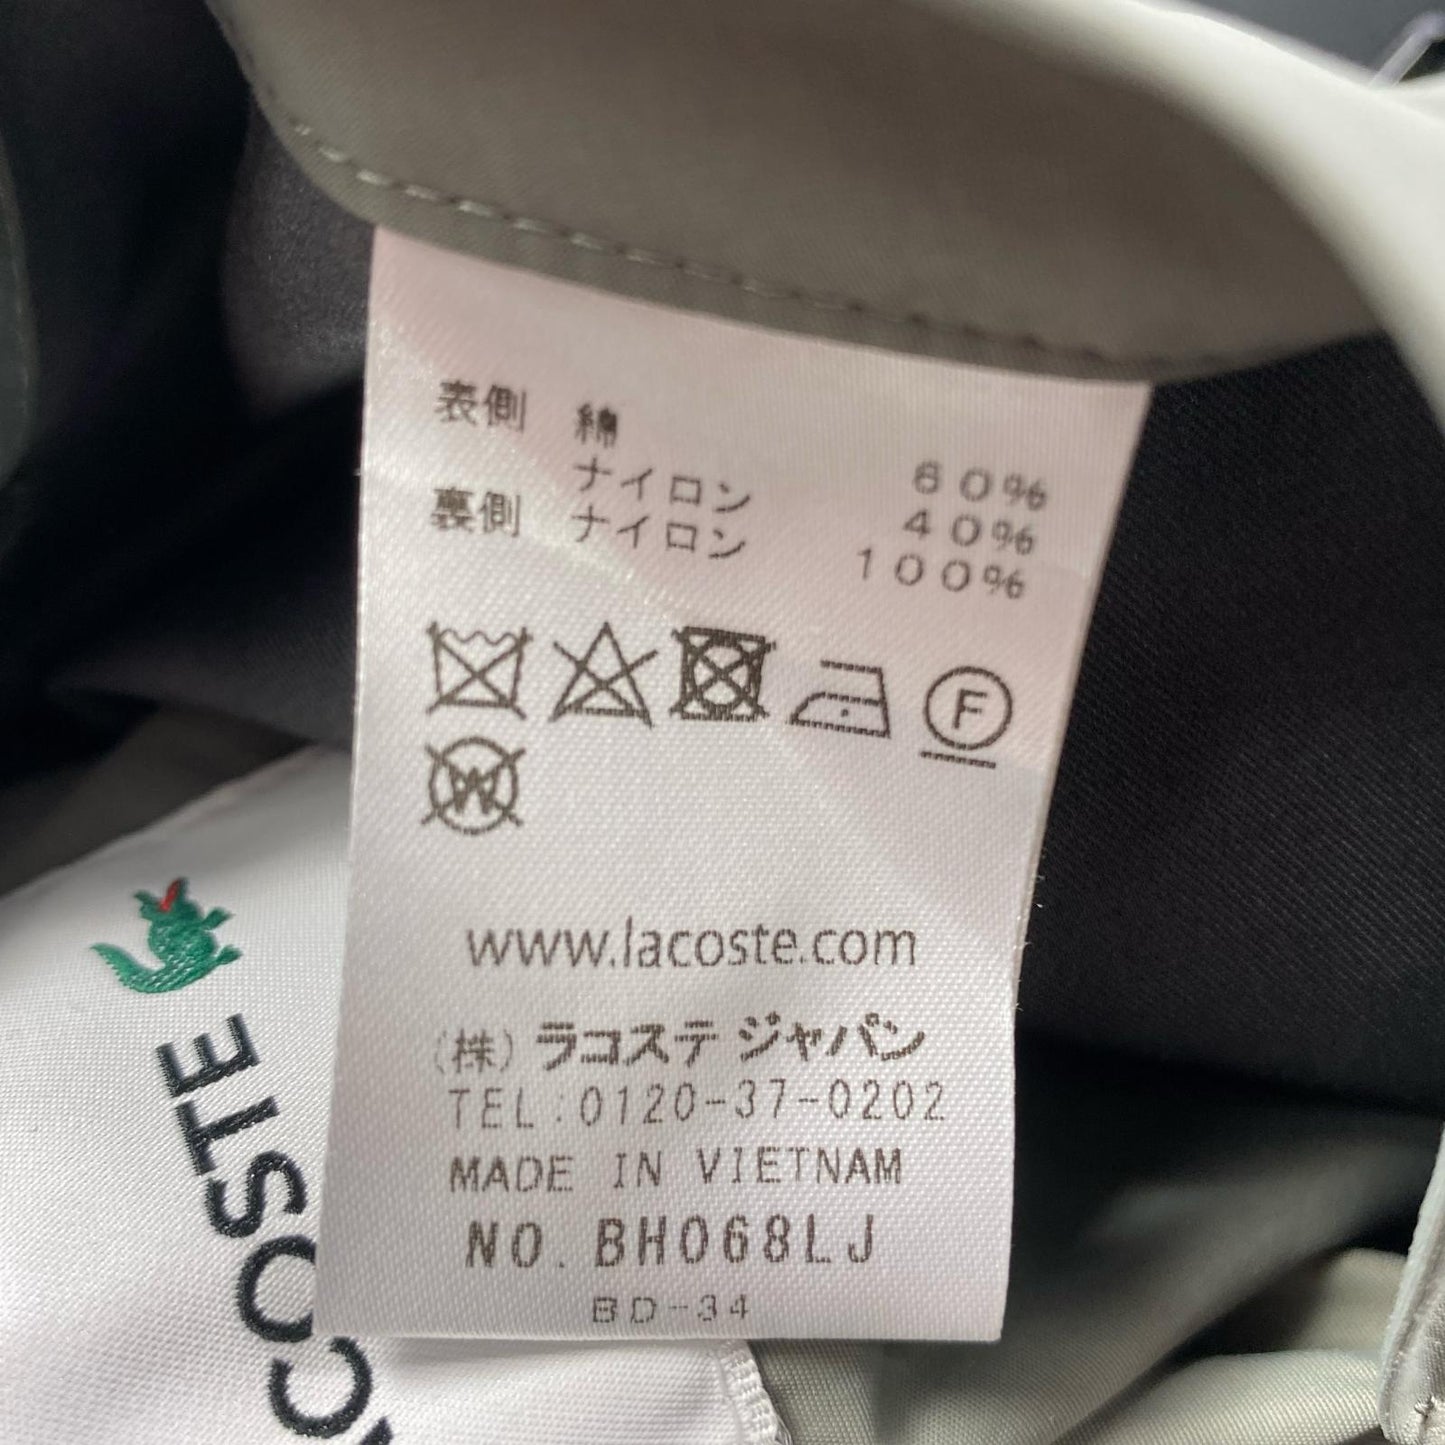 表側 綿 60%
ナイロン 40%
裏側 ナイロン 100%
F
W
www.lacoste.com
(株) ラコステ ジャパン
TEL:0120-37-0202
MADE IN VIETNAM
NO. BH068LJ
BD-34
COSTE